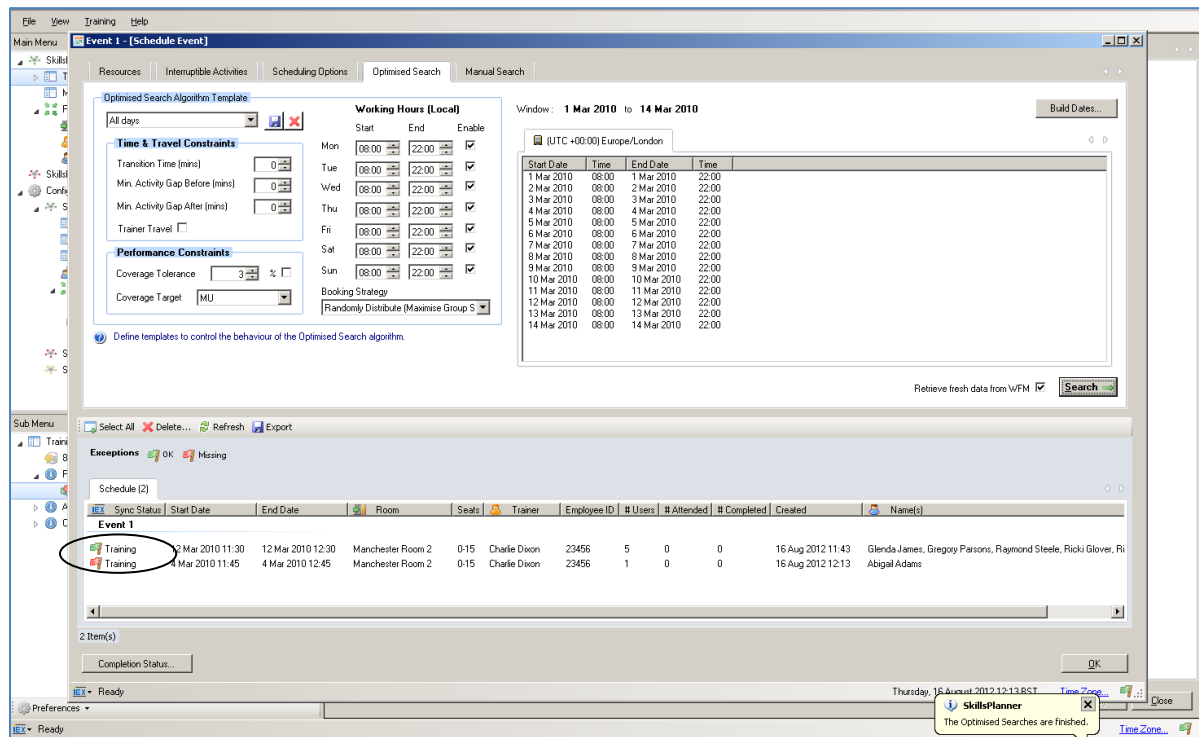 File View Training Help
Main Menu
Event 1 - [Schedule Event]
Resources Interruptible Activities Scheduling Options Optimised Search Manual Search
Optimised Search Algorithm Template
All days
Time & Travel Constraints
Transition Time (mins) 0
Min. Activity Gap Before (mins) 0
Min. Activity Gap After (mins) 0
Trainer Travel
Performance Constraints
Coverage Tolerance 3 %
Coverage Target MU
Working Hours (Local)
Start End Enable
Mon 08:00 22:00
Tue 08:00 22:00
Wed 08:00 22:00
Thu 08:00 22:00
Fri 08:00 22:00
Sat 08:00 22:00
Sun 08:00 22:00
Booking Strategy
Randomly Distribute (Maximise Group S
Define templates to control the behaviour of the Optimised Search algorithm.
Window: 1 Mar 2010 to 14 Mar 2010
Build Dates...
(UTC +00:00) Europe/London
Start Date Time End Date Time
1 Mar 2010 08:00 1 Mar 2010 22:00
2 Mar 2010 08:00 2 Mar 2010 22:00
3 Mar 2010 08:00 3 Mar 2010 22:00
4 Mar 2010 08:00 4 Mar 2010 22:00
5 Mar 2010 08:00 5 Mar 2010 22:00
6 Mar 2010 08:00 6 Mar 2010 22:00
7 Mar 2010 08:00 7 Mar 2010 22:00
8 Mar 2010 08:00 8 Mar 2010 22:00
9 Mar 2010 08:00 9 Mar 2010 22:00
10 Mar 2010 08:00 10 Mar 2010 22:00
11 Mar 2010 08:00 11 Mar 2010 22:00
12 Mar 2010 08:00 12 Mar 2010 22:00
13 Mar 2010 08:00 13 Mar 2010 22:00
14 Mar 2010 08:00 14 Mar 2010 22:00
Retrieve fresh data from WFM Search
Sub Menu
Select All Delete... Refresh Export
Exceptions OK Missing
Schedule (2)
IEX Sync Status Start Date End Date Room Seats Trainer Employee ID # Users # Attended # Completed Created Name(s)
Event 1
Training 12 Mar 2010 11:30 12 Mar 2010 12:30 Manchester Room 2 0-15 Charlie Dixon 23456 5 0 0 16 Aug 2012 11:43 Glenda James, Gregory Parsons, Raymond Steele, Ricki Glover, Ri
Training 4 Mar 2010 11:45 4 Mar 2010 12:45 Manchester Room 2 0-15 Charlie Dixon 23456 1 0 0 16 Aug 2012 12:13 Abigail Adams
2 Item(s)
Completion Status... OK
IEX Ready Thursday, 16 August 2012 12:13 BST Time Zone...
Preferences Close
SkillsPlanner
The Optimised Searches are finished.
IEX Ready Time Zone...